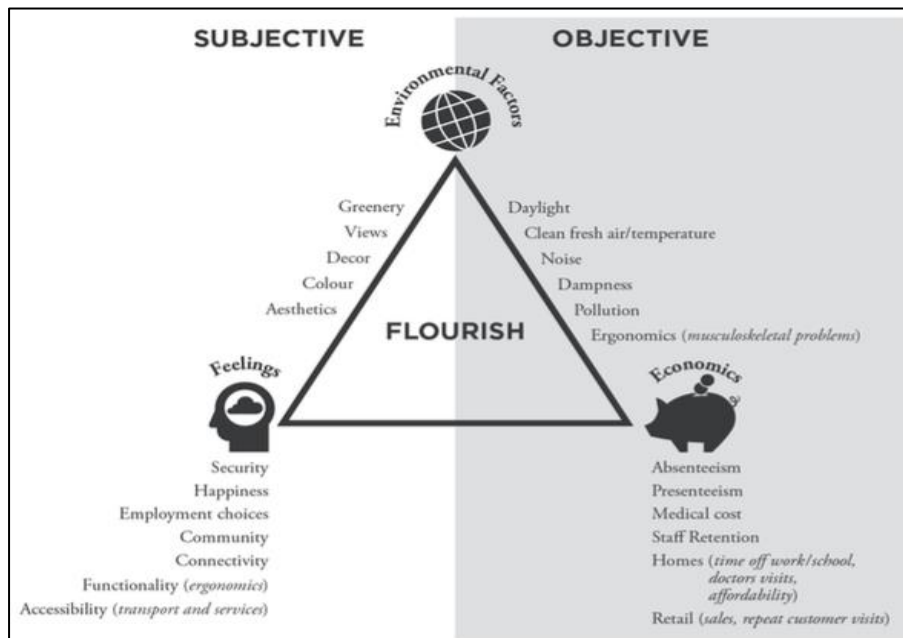 SUBJECTIVE
OBJECTIVE
Environmental Factors
Greenery
Views
Decor
Colour
Aesthetics
Daylight
Clean fresh air/temperature
Noise
Dampness
Pollution
Ergonomics (musculoskeletal problems)
FLOURISH
Feelings
Security
Happiness
Employment choices
Community
Connectivity
Functionality (ergonomics)
Accessibility (transport and services)
Economics
Absenteeism
Presenteeism
Medical cost
Staff Retention
Homes (time off work/school,
doctors visits,
affordability)
Retail (sales, repeat customer visits)